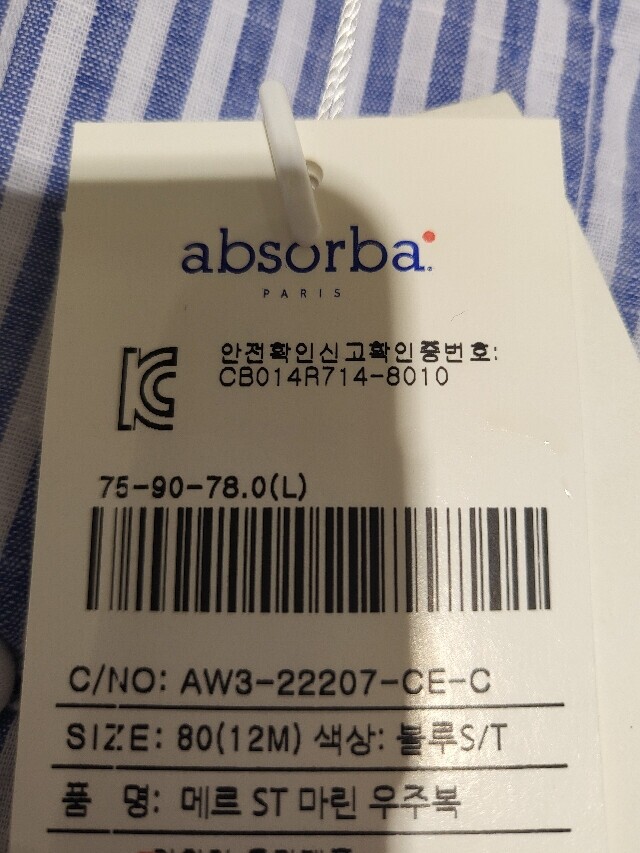 absorba
PARIS
안전확인신고확인증번호:
CB014R714-8010
75-90-78.0(L)
C/NO: AW3-22207-CE-C
SIZE: 80(12M) 색상: 블루S/T
품 명: 메르 ST 마린 우주복